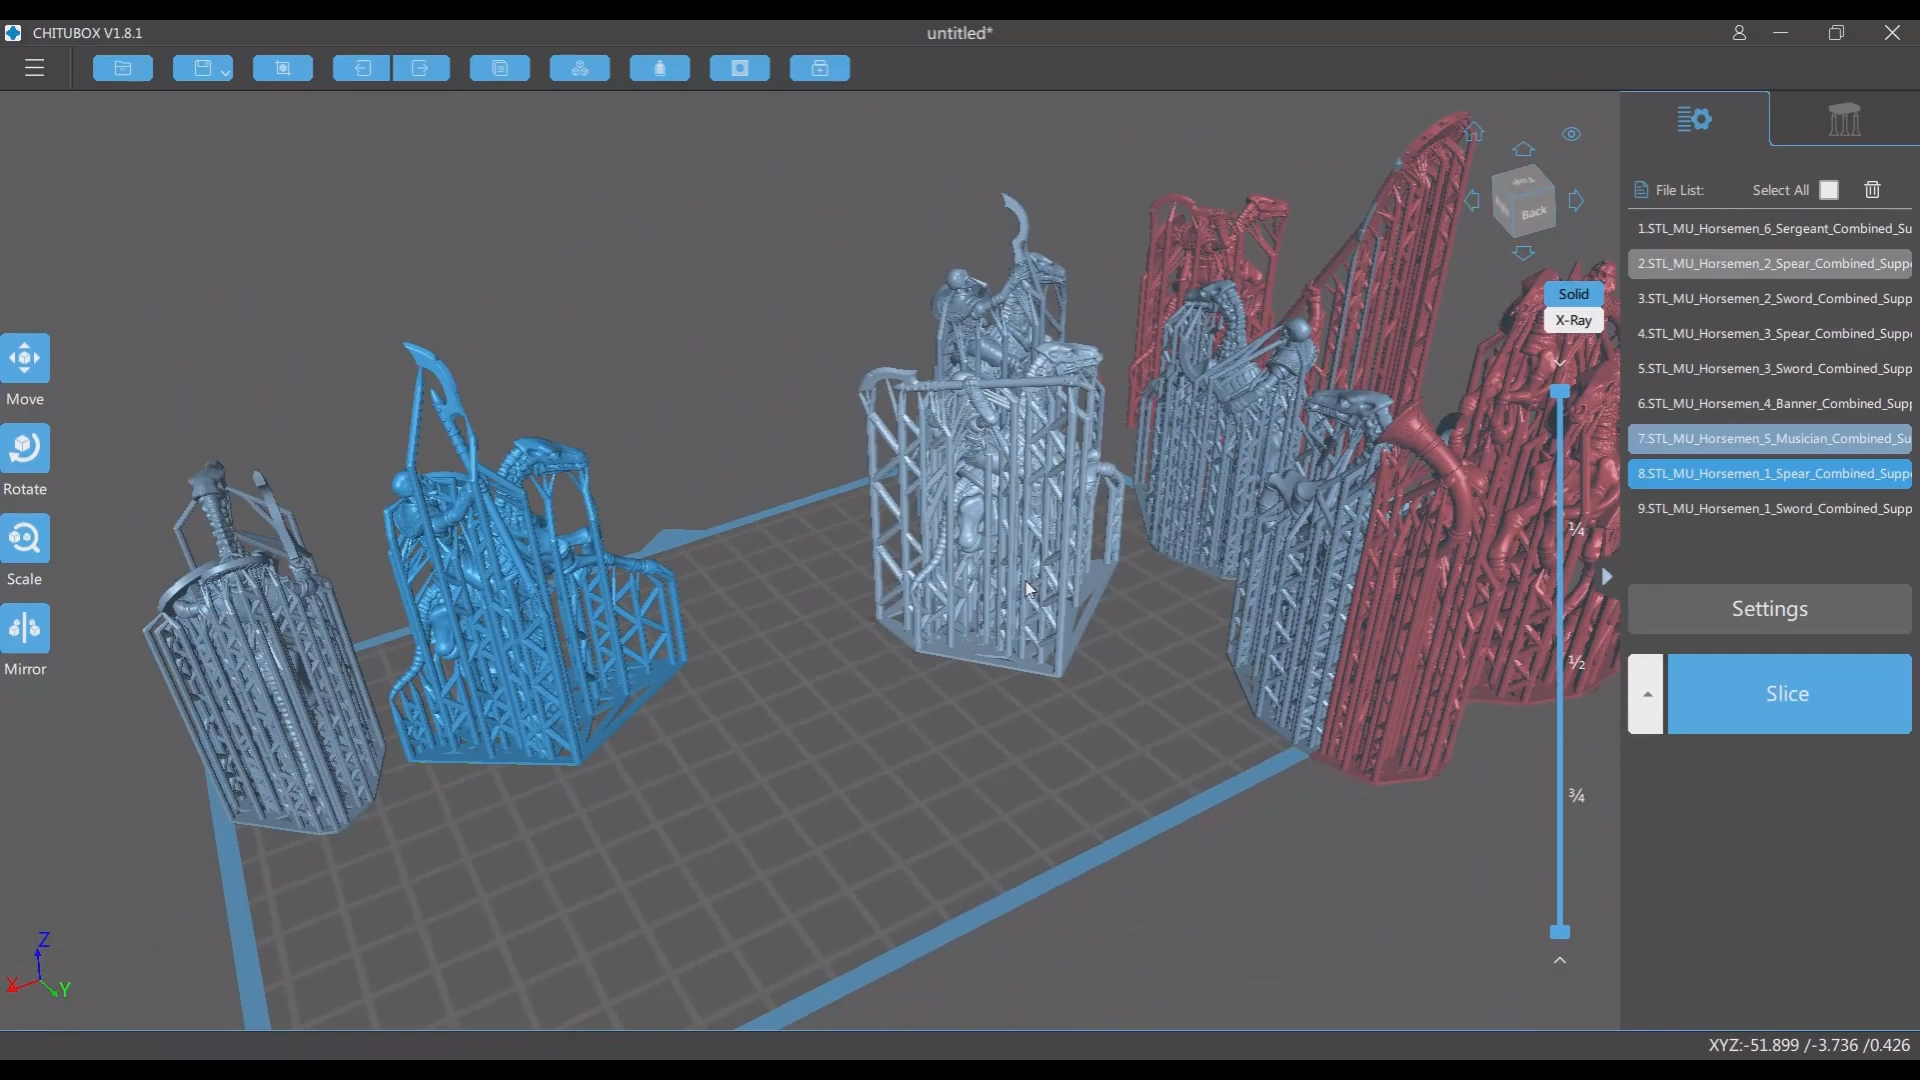 CHITUBOX V1.8.1
untitled*
File List:
Select All
1.STL_MU_Horsemen_6_Sergeant_Combined_Su
2.STL_MU_Horsemen_2_Spear_Combined_Supp
3.STL_MU_Horsemen_2_Sword_Combined_Supp
4.STL_MU_Horsemen_3_Spear_Combined_Supp
5.STL_MU_Horsemen_3_Sword_Combined_Supp
6.STL_MU_Horsemen_4_Banner_Combined_Supp
7.STL_MU_Horsemen_5_Musician_Combined_Su
8.STL_MU_Horsemen_1_Spear_Combined_Supp
9.STL_MU_Horsemen_1_Sword_Combined_Supp
Top
Back
Solid
X-Ray
Move
Rotate
Scale
Mirror
¼
½
¾
Settings
Slice
Z
X
Y
XYZ:-51.899 /-3.736 /0.426